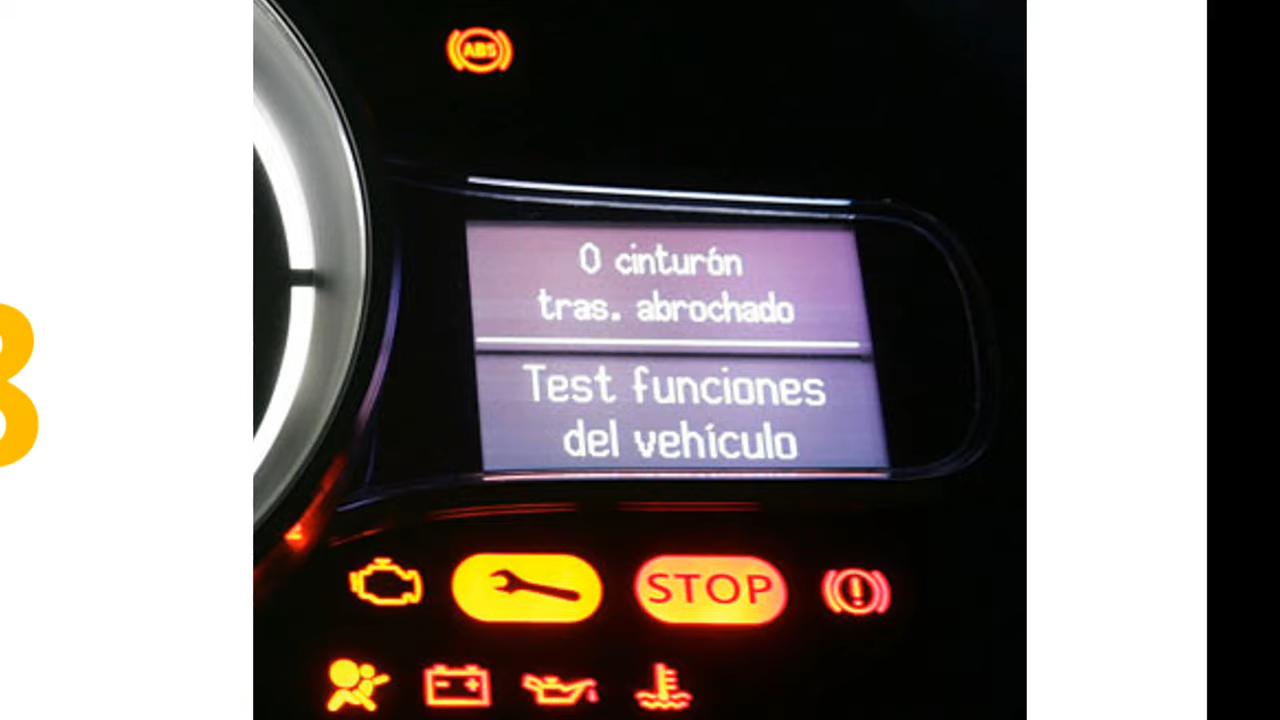 ABS
0 cinturón
tras. abrochado
Test funciones
del vehículo
STOP